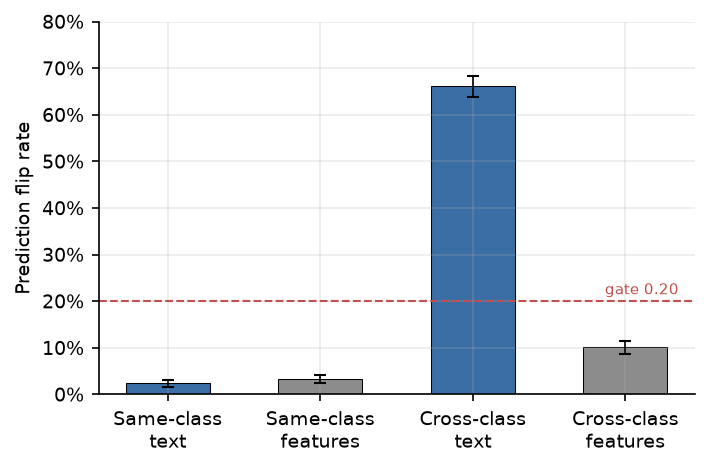 80%
70%
60%
50%
40%
30%
20%
10%
0%
Prediction flip rate
gate 0.20
Same-class
text
Same-class
features
Cross-class
text
Cross-class
features